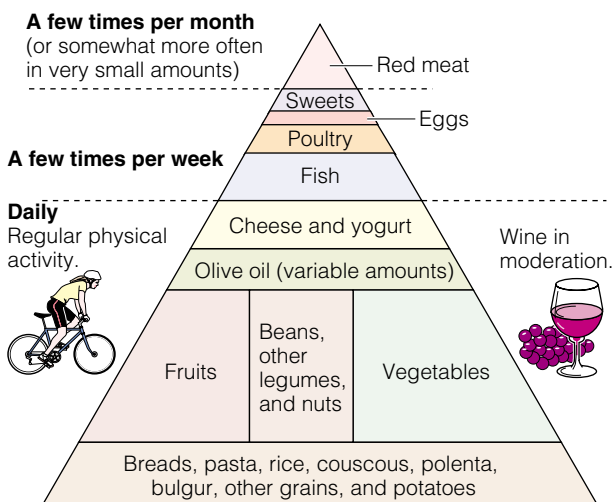 A few times per month
(or somewhat more often
in very small amounts)
Red meat
Sweets
Eggs
Poultry
A few times per week
Fish
Daily
Regular physical
activity.
Cheese and yogurt
Wine in
moderation.
Olive oil (variable amounts)
Fruits
Beans,
other
legumes,
and nuts
Vegetables
Breads, pasta, rice, couscous, polenta,
bulgur, other grains, and potatoes